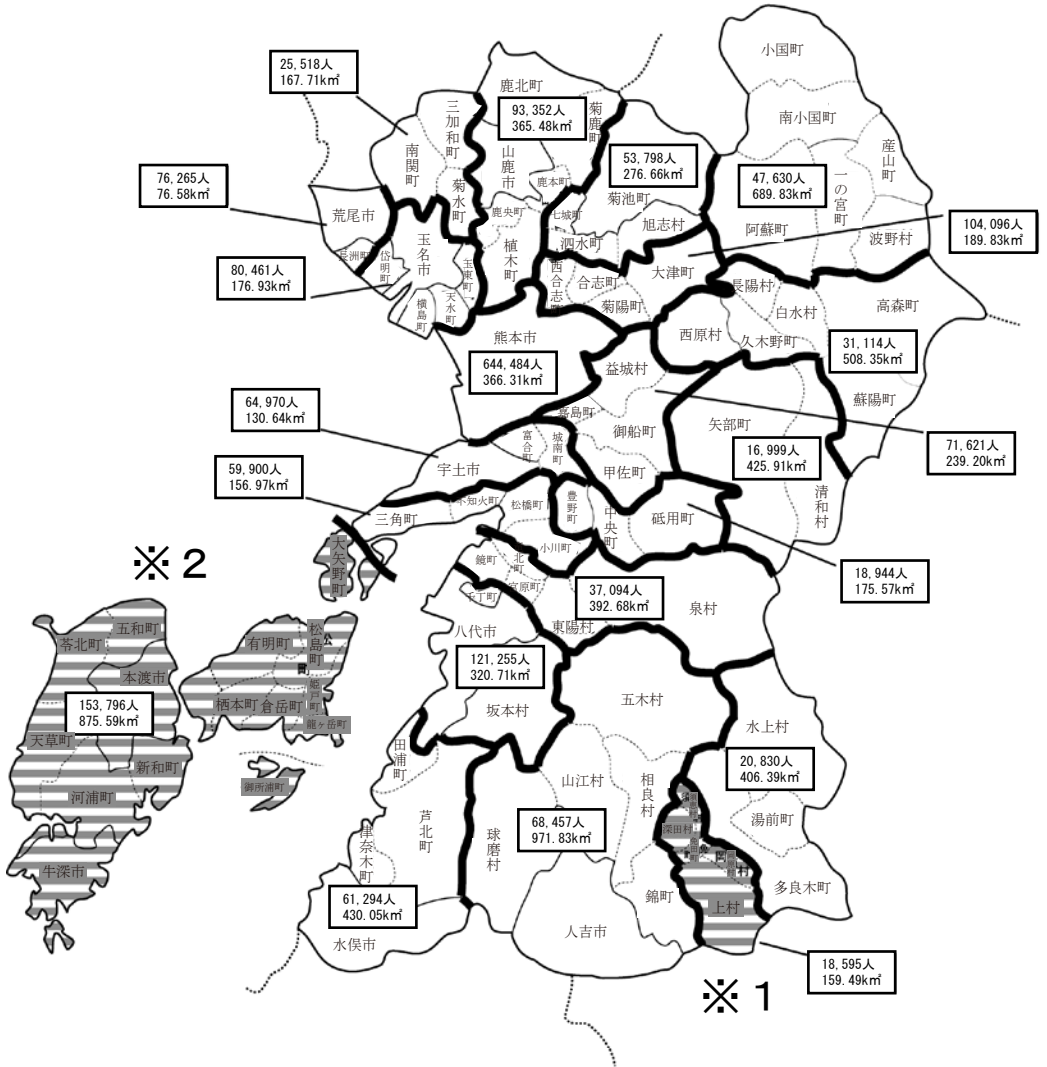 小国町
南小国町
産山町
一の宮町
波野村
阿蘇町
47,630人
689.83k㎡
25,518人
167.71k㎡
鹿北町
93,352人
365.48k㎡
菊鹿町
三加和町
南関町
山鹿市
鹿本町
菊水町
鹿央町
植木町
53,798人
276.66k㎡
菊池町
七城町
旭志村
泗水町
104,096人
189.83k㎡
大津町
西合志町
合志町
菊陽町
76,265人
76.58k㎡
荒尾市
長洲町
80,461人
176.93k㎡
岱明町
玉名市
玉東町
横島町
天水町
長陽村
白水村
高森町
久木野町
西原村
31,114人
508.35k㎡
蘇陽町
熊本市
644,484人
366.31k㎡
益城町
嘉島町
御船町
甲佐町
71,621人
239.20k㎡
矢部町
16,999人
425.91k㎡
清和村
64,970人
130.64k㎡
富合町
城南町
宇土市
59,900人
156.97k㎡
三角町
不知火町
松橋町
豊野町
中央町
砥用町
18,944人
175.57k㎡
小川町
鏡町
北町
宮原町
千丁町
37,094人
392.68k㎡
泉村
東陽村
八代市
121,255人
320.71k㎡
坂本村
※2
大矢野町
苓北町
五和町
本渡市
153,796人
875.59k㎡
天草町
新和町
河浦町
牛深市
有明町
松島町
栖本町
倉岳町
姫戸町
龍ヶ岳町
御所浦町
五木村
水上村
20,830人
406.39k㎡
湯前町
多良木町
田浦町
芦北町
津奈木町
61,294人
430.05k㎡
水俣市
球磨村
山江村
相良村
68,457人
971.83k㎡
錦町
人吉市
深田村
上村
18,595人
159.49k㎡
※1